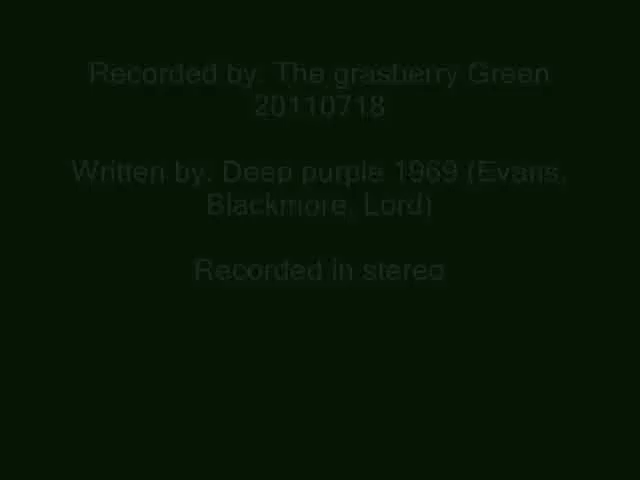 Recorded by: The grasberry Green
20110718
Written by: Deep purple 1969 (Evans,
Blackmore, Lord)
Recorded in stereo